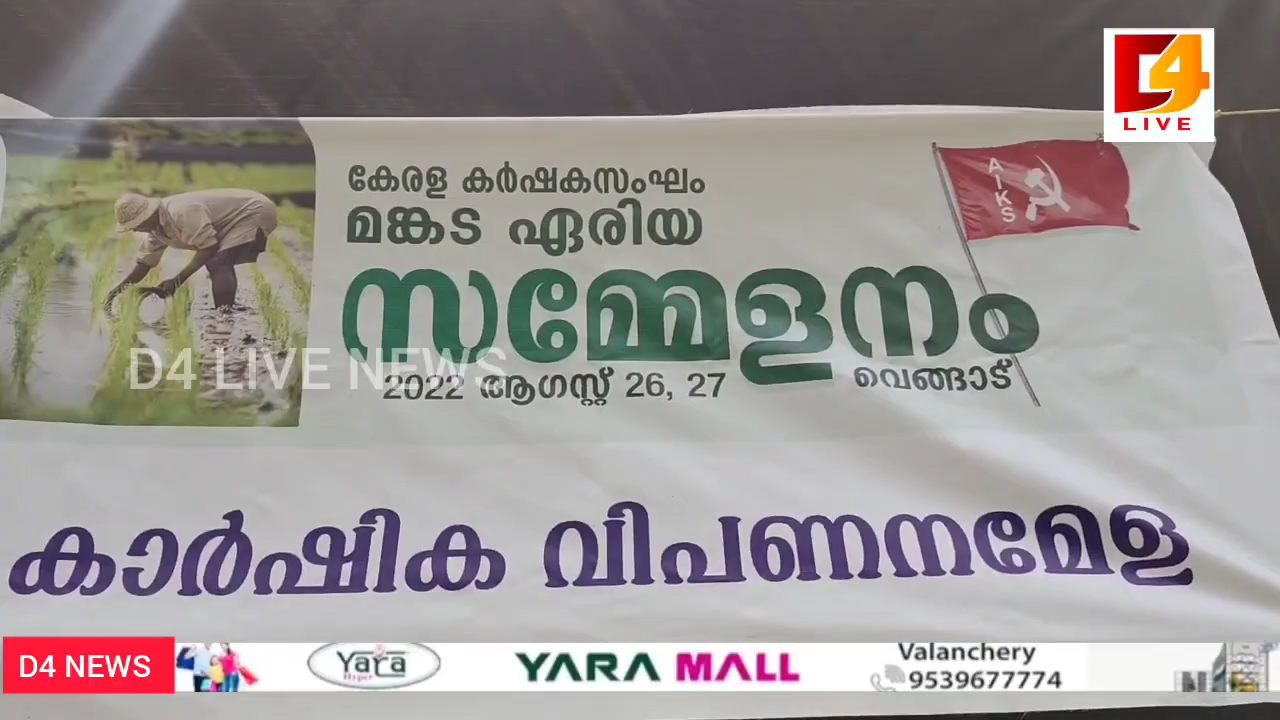 D4
LIVE
കേരള കർഷകസംഘം
മങ്കട ഏരിയ
സമ്മേളനം
2022 ആഗസ്റ്റ് 26, 27
വെങ്ങാട്
AIKS
D4 LIVE NEWS
കാർഷിക വിപണനമേള
D4 NEWS
Yara
Hyper
YARA MALL
Valanchery
9539677774